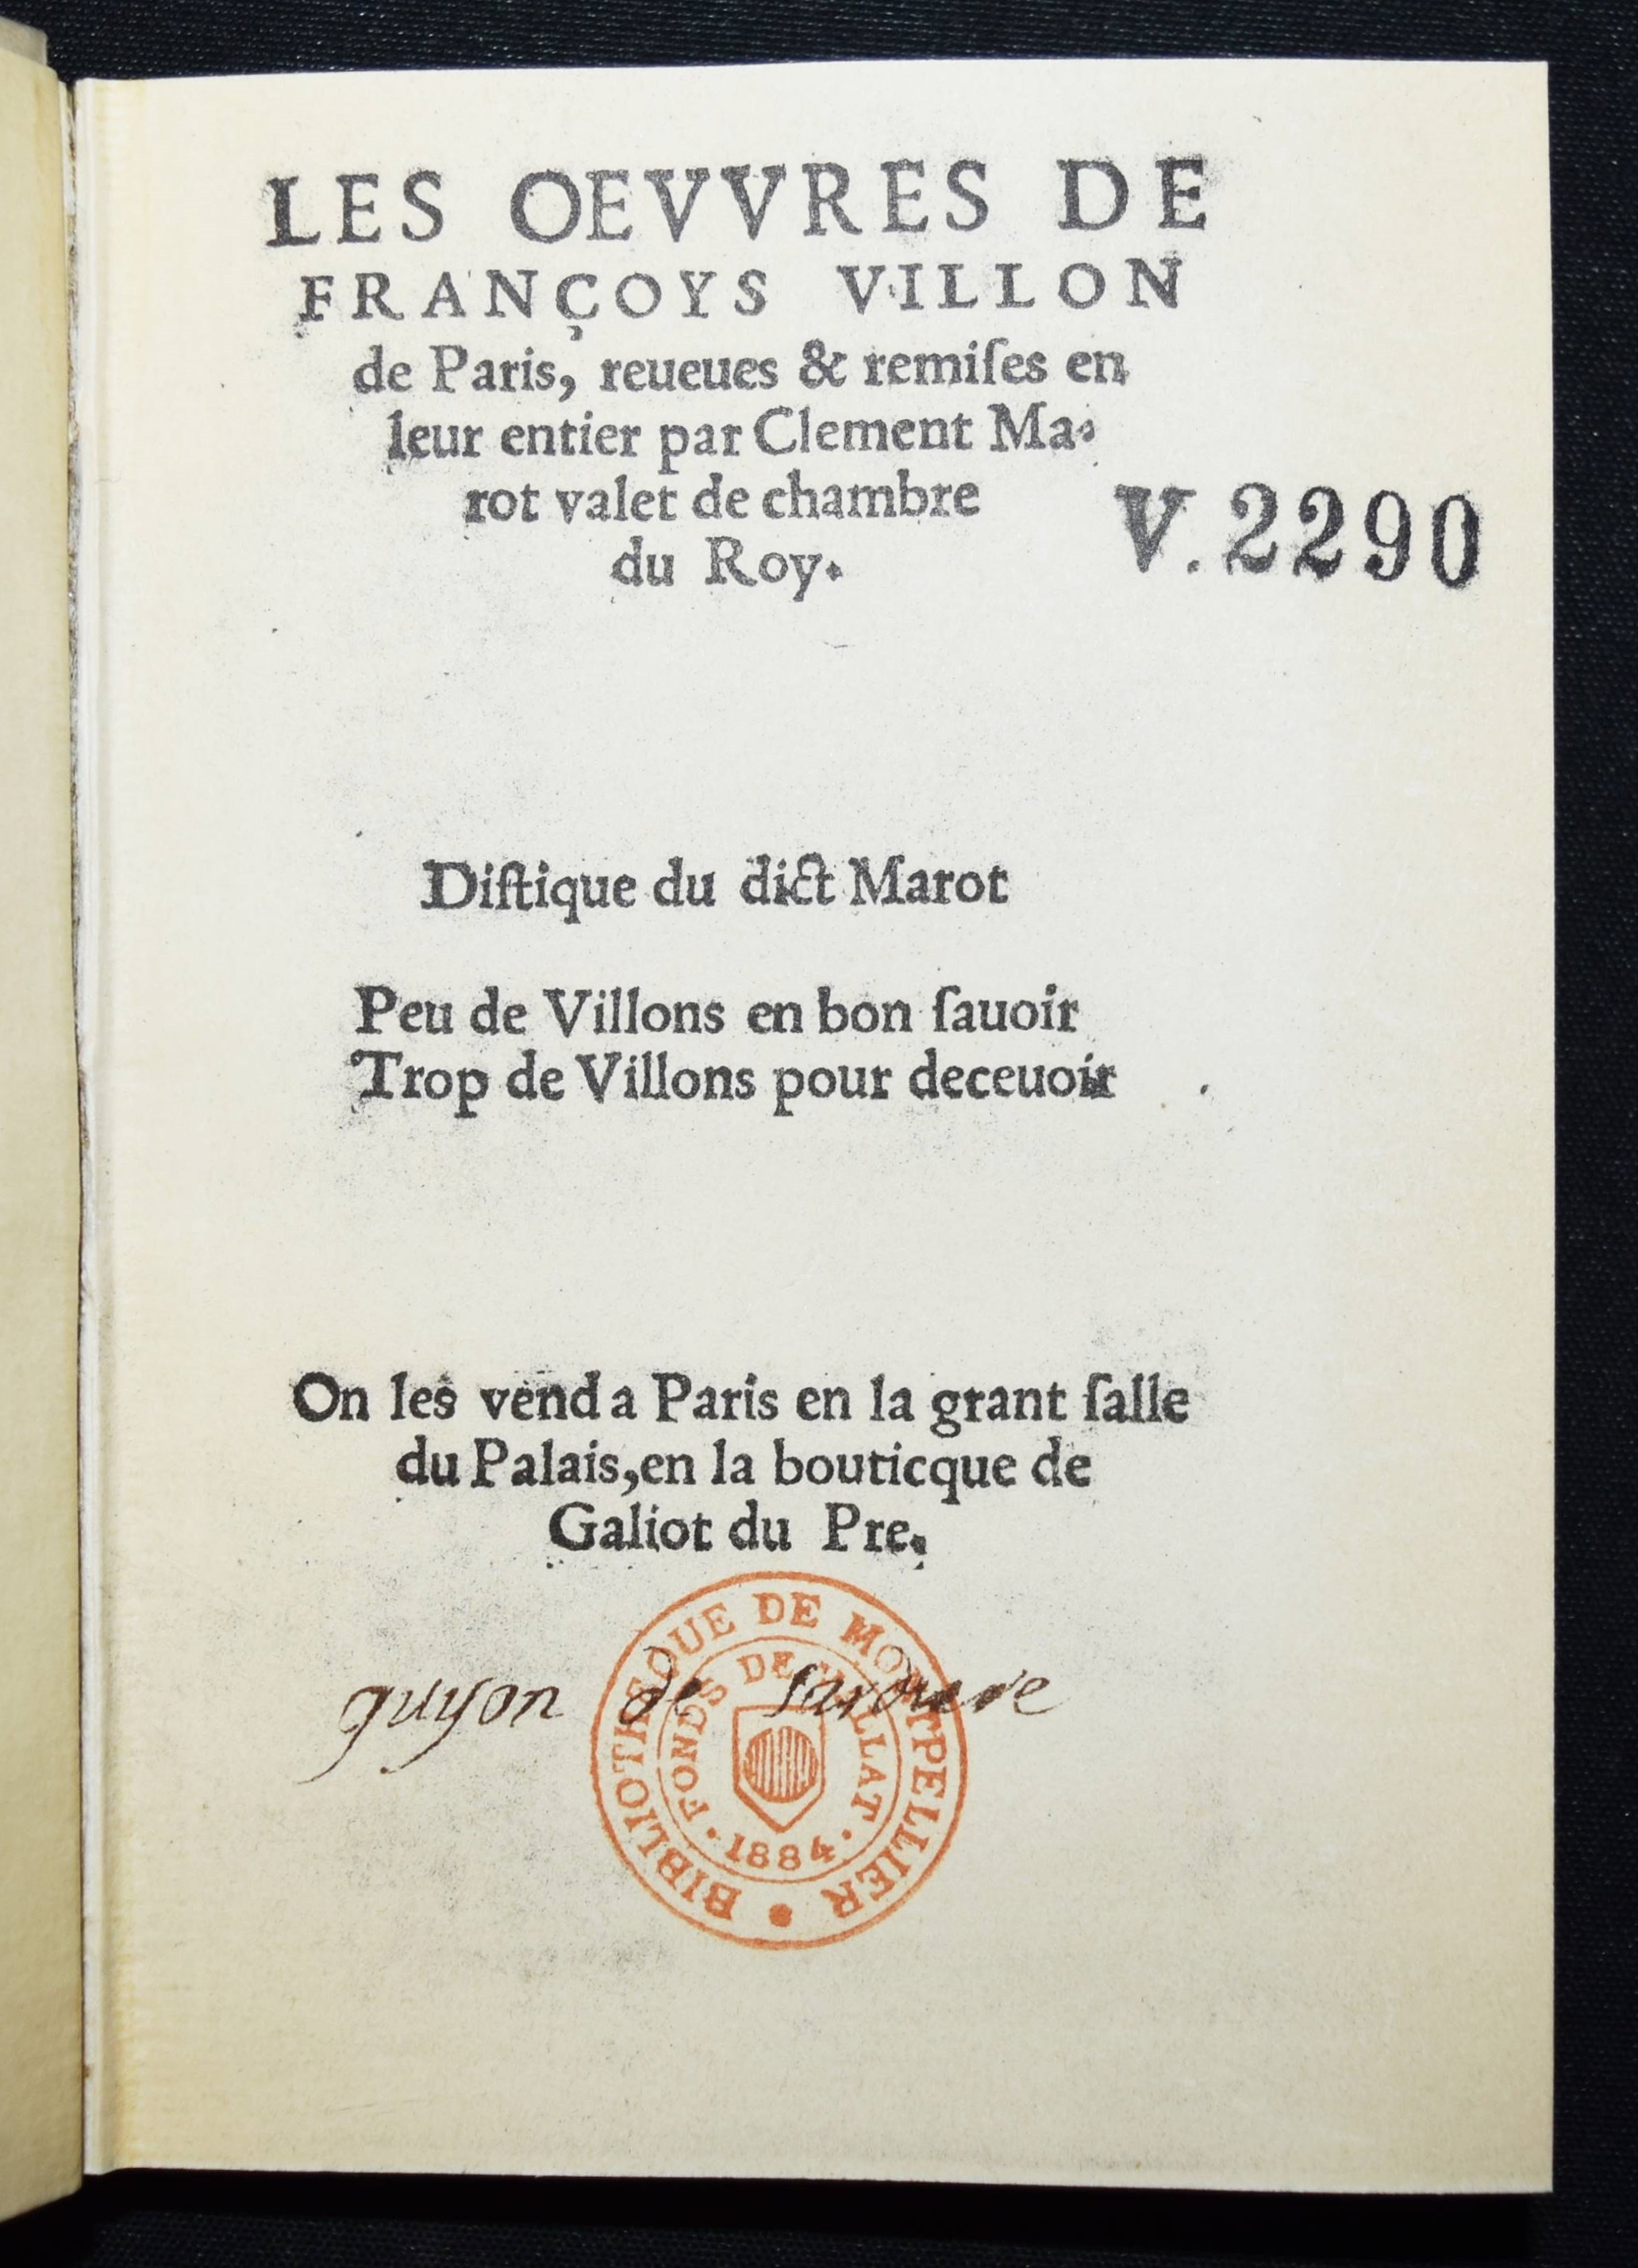 LES OEVVRES DE
FRANÇOYS VILLON
de Paris, reueues & remiſes en
leur entier par Clement Ma-
rot valet de chambre
du Roy.
V. 2290
Diſtique du dict Marot
Peu de Villons en bon ſauoir
Trop de Villons pour deceuoir
On les vend a Paris en la grant ſalle
du Palais, en la bouticque de
Galiot du Pre.
guyon de ſardiere
BIBLIOTHEQUE DE MONTPELLIER
FONDS DE
1884